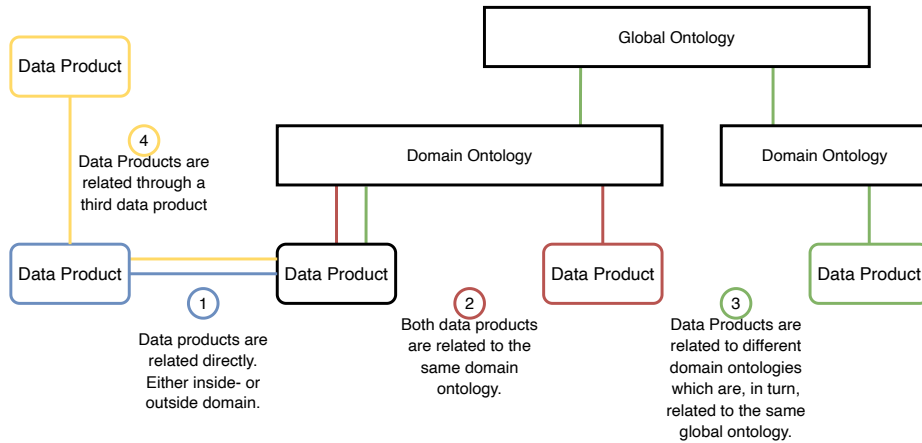 Global Ontology
Data Product
4
Data Products are
related through a
third data product
Domain Ontology
Domain Ontology
Data Product
Data Product
Data Product
Data Product
1
Data products are
related directly.
Either inside- or
outside domain.
2
Both data products
are related to the
same domain
ontology.
3
Data Products are
related to different
domain ontologies
which are, in turn,
related to the same
global ontology.